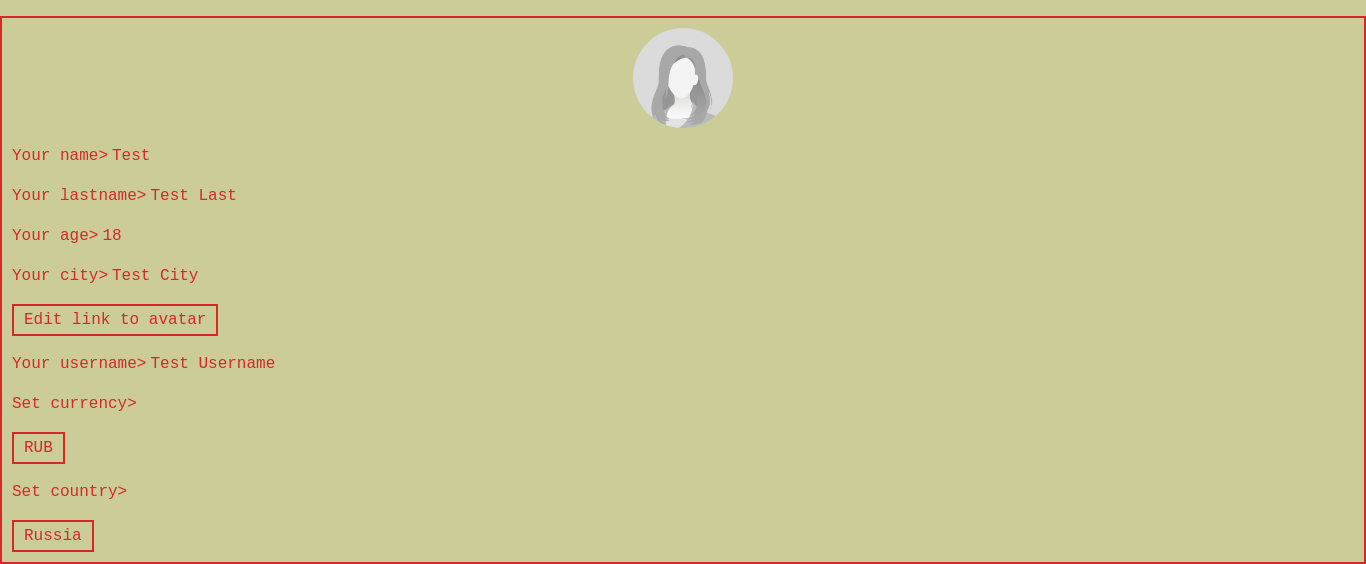 Your name> Test
Your lastname> Test Last
Your age> 18
Your city> Test City
Edit link to avatar
Your username> Test Username
Set currency>
RUB
Set country>
Russia